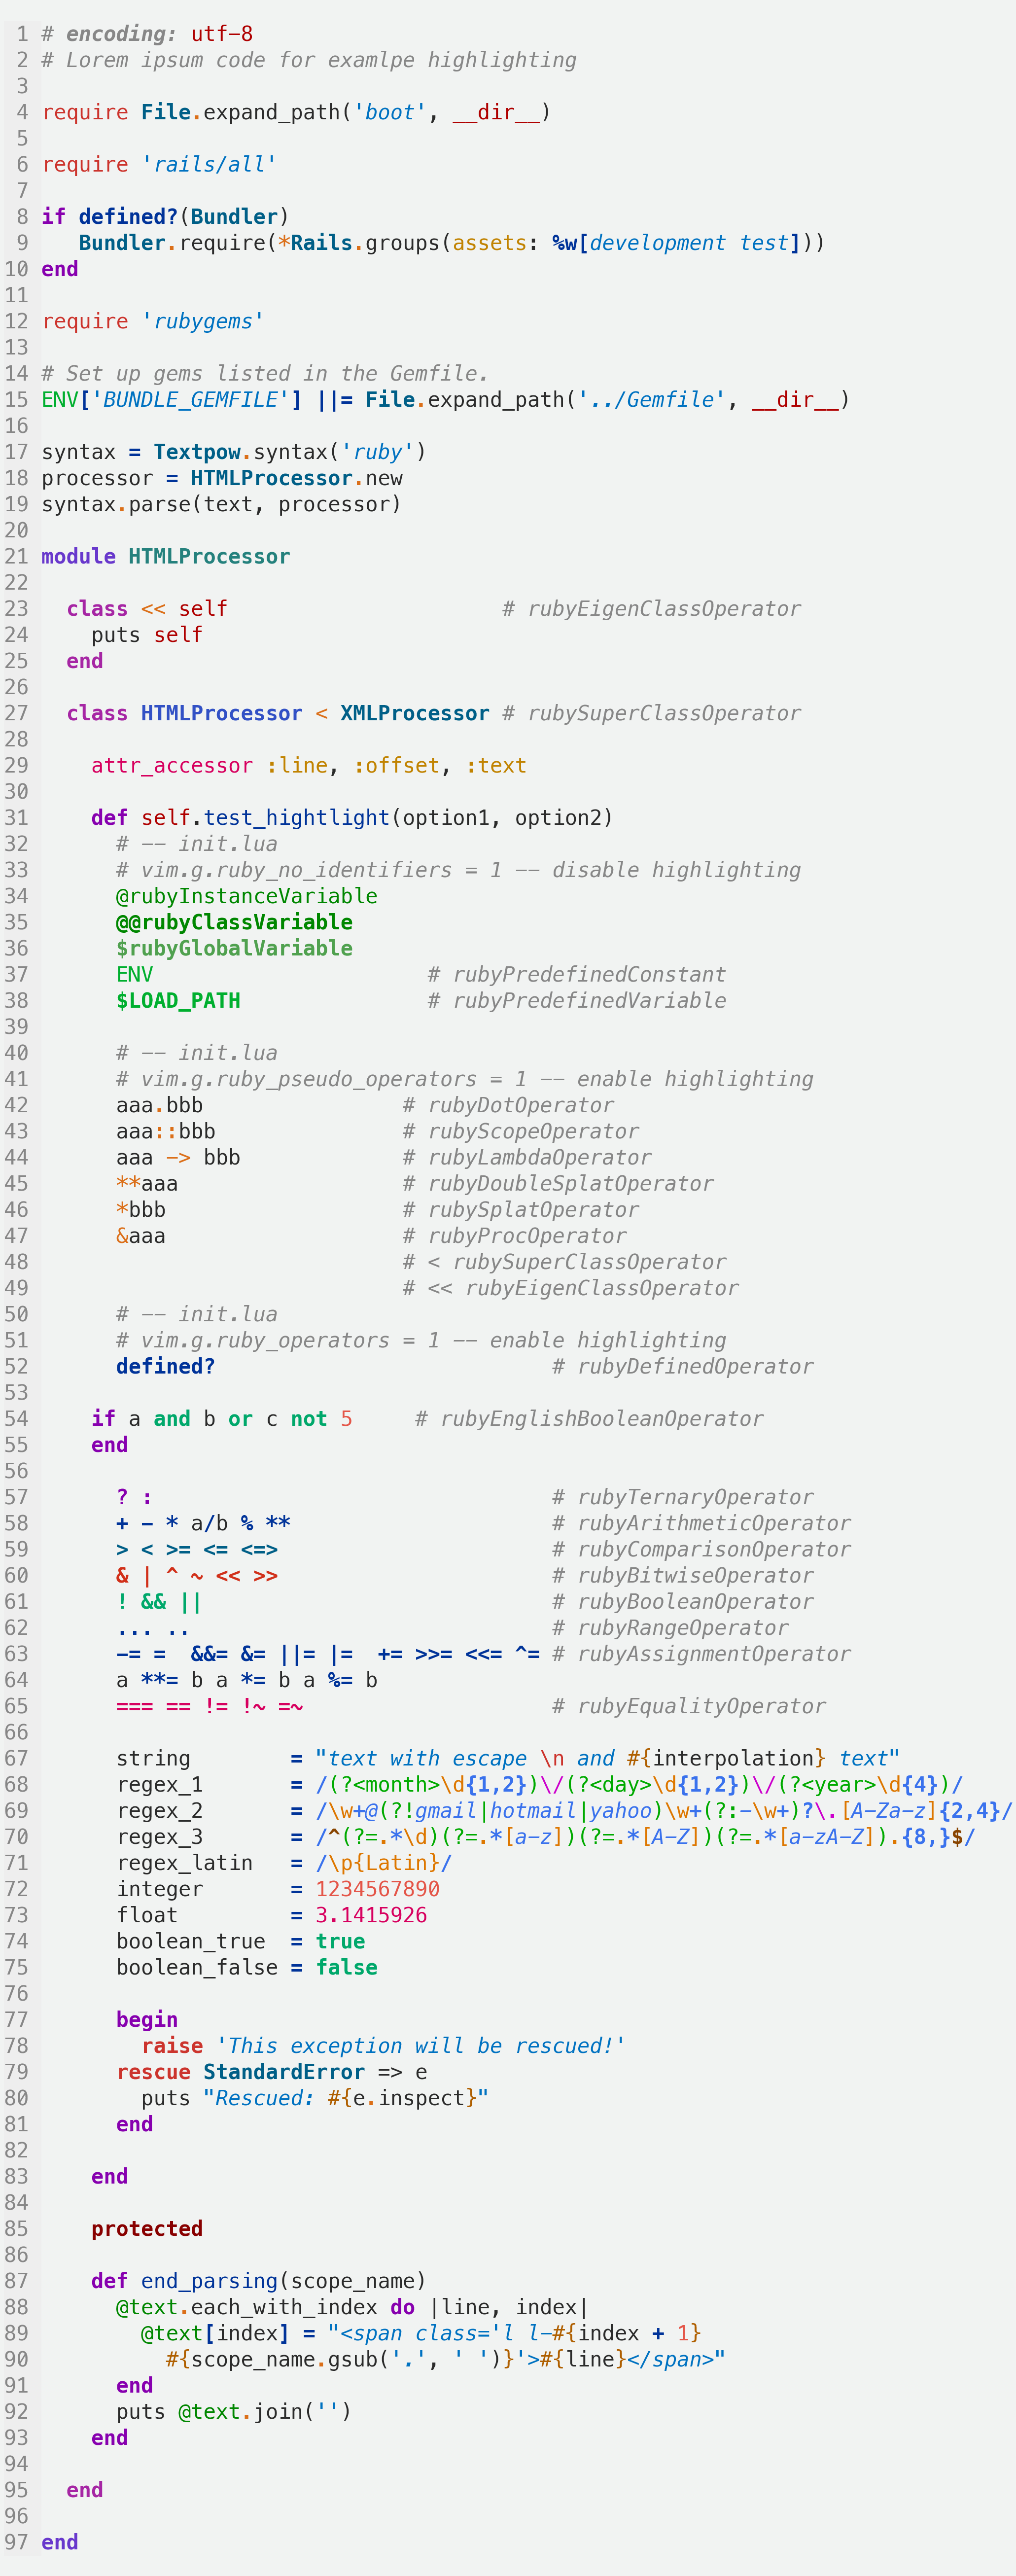 1 # encoding: utf-8
2 # Lorem ipsum code for examlpe highlighting
3
4 require File.expand_path('boot', __dir__)
5
6 require 'rails/all'
7
8 if defined?(Bundler)
9    Bundler.require(*Rails.groups(assets: %w[development test]))
10 end
11
12 require 'rubygems'
13
14 # Set up gems listed in the Gemfile.
15 ENV['BUNDLE_GEMFILE'] ||= File.expand_path('../Gemfile', __dir__)
16
17 syntax = Textpow.syntax('ruby')
18 processor = HTMLProcessor.new
19 syntax.parse(text, processor)
20
21 module HTMLProcessor
22
23   class << self                      # rubyEigenClassOperator
24     puts self
25   end
26
27   class HTMLProcessor < XMLProcessor # rubySuperClassOperator
28
29     attr_accessor :line, :offset, :text
30
31     def self.test_hightlight(option1, option2)
32       # -- init.lua
33       # vim.g.ruby_no_identifiers = 1 -- disable highlighting
34       @rubyInstanceVariable
35       @@rubyClassVariable
36       $rubyGlobalVariable
37       ENV                      # rubyPredefinedConstant
38       $LOAD_PATH               # rubyPredefinedVariable
39
40       # -- init.lua
41       # vim.g.ruby_pseudo_operators = 1 -- enable highlighting
42       aaa.bbb                # rubyDotOperator
43       aaa::bbb               # rubyScopeOperator
44       aaa -> bbb             # rubyLambdaOperator
45       **aaa                  # rubyDoubleSplatOperator
46       *bbb                   # rubySplatOperator
47       &aaa                   # rubyProcOperator
48                              # < rubySuperClassOperator
49                              # << rubyEigenClassOperator
50       # -- init.lua
51       # vim.g.ruby_operators = 1 -- enable highlighting
52       defined?                           # rubyDefinedOperator
53
54     if a and b or c not 5     # rubyEnglishBooleanOperator
55     end
56
57       ? :                                # rubyTernaryOperator
58       + - * a/b % **                     # rubyArithmeticOperator
59       > < >= <= <=>                      # rubyComparisonOperator
60       & | ^ ~ << >>                      # rubyBitwiseOperator
61       ! && ||                            # rubyBooleanOperator
62       ... ..                             # rubyRangeOperator
63       -= =  &&= &= ||= |=  += >>= <<= ^= # rubyAssignmentOperator
64       a **= b a *= b a %= b
65       === == != !~ =~                    # rubyEqualityOperator
66
67       string        = "text with escape \n and #{interpolation} text"
68       regex_1       = /(?<month>\d{1,2})\/(?<day>\d{1,2})\/(?<year>\d{4})/
69       regex_2       = /\w+@(?!gmail|hotmail|yahoo)\w+(?:-\w+)?\.[A-Za-z]{2,4}/
70       regex_3       = /^(?=.*\d)(?=.*[a-z])(?=.*[A-Z])(?=.*[a-zA-Z]).{8,}$/
71       regex_latin   = /\p{Latin}/
72       integer       = 1234567890
73       float         = 3.1415926
74       boolean_true  = true
75       boolean_false = false
76
77       begin
78         raise 'This exception will be rescued!'
79       rescue StandardError => e
80         puts "Rescued: #{e.inspect}"
81       end
82
83     end
84
85     protected
86
87     def end_parsing(scope_name)
88       @text.each_with_index do |line, index|
89         @text[index] = "<span class='l l-#{index + 1}
90           #{scope_name.gsub('.', ' ')}'>#{line}</span>"
91       end
92       puts @text.join('')
93     end
94
95   end
96
97 end